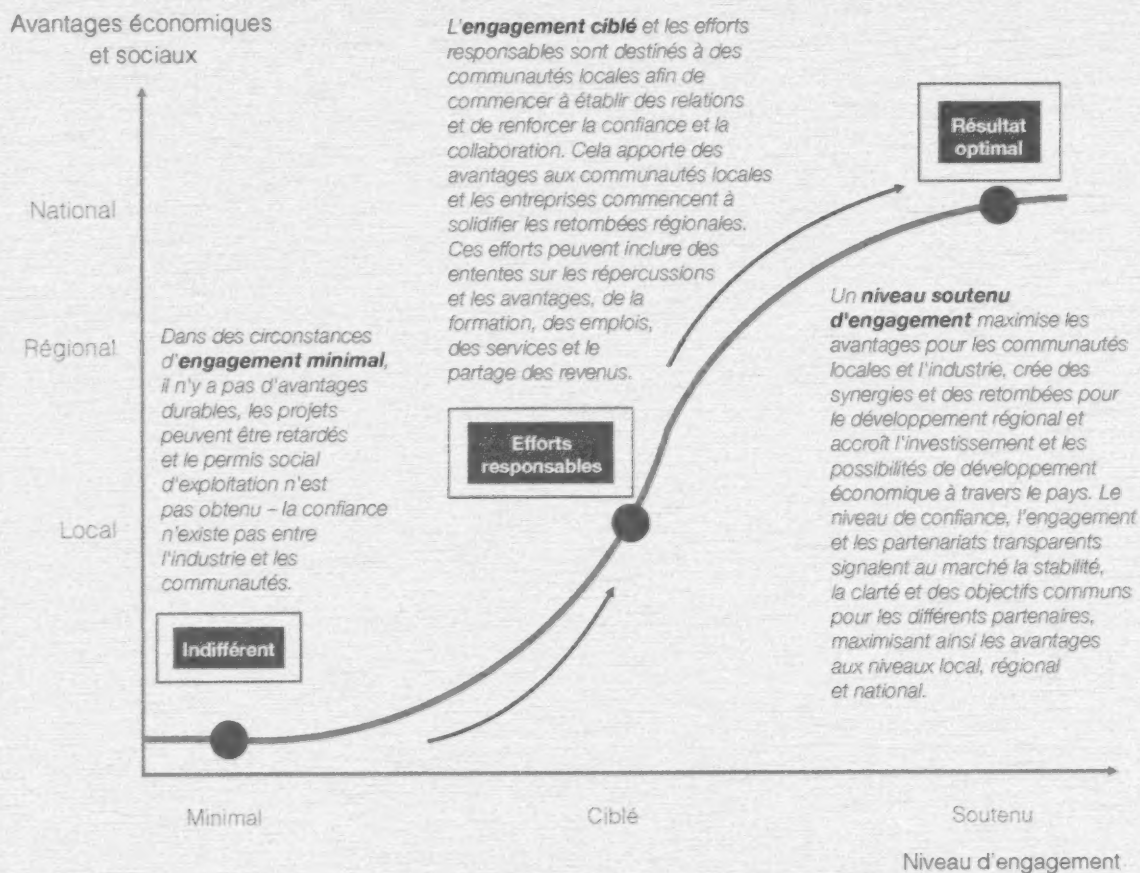 Avantages économiques
et sociaux
L'engagement ciblé et les efforts
responsables sont destinés à des
communautés locales afin de
commencer à établir des relations
et de renforcer la confiance et la
collaboration. Cela apporte des
avantages aux communautés locales
et les entreprises commencent à
solidifier les retombées régionales.
Ces efforts peuvent inclure des
ententes sur les répercussions
et les avantages, de la
formation, des emplois,
des services et le
partage des revenus.
Résultat
optimal
National
Régional
Local
Dans des circonstances
d'engagement minimal,
il n'y a pas d'avantages
durables, les projets
peuvent être retardés
et le permis social
d'exploitation n'est
pas obtenu – la confiance
n'existe pas entre
l'industrie et les
communautés.
Efforts
responsables
Un niveau soutenu
d'engagement maximise les
avantages pour les communautés
locales et l'industrie, crée des
synergies et des retombées pour
le développement régional et
accroît l'investissement et les
possibilités de développement
économique à travers le pays. Le
niveau de confiance, l'engagement
et les partenariats transparents
signalent au marché la stabilité,
la clarté et des objectifs communs
pour les différents partenaires,
maximisant ainsi les avantages
aux niveaux local, régional
et national.
Indifférent
Minimal
Ciblé
Soutenu
Niveau d'engagement